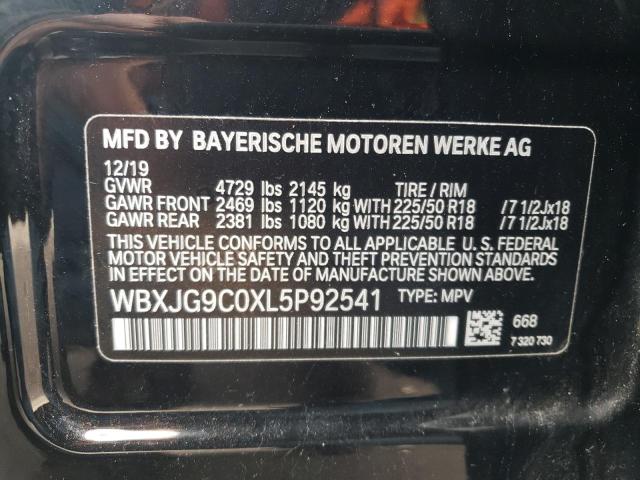 MFD BY BAYERISCHE MOTOREN WERKE AG
12/19
GVWR 4729 lbs 2145 kg TIRE / RIM
GAWR FRONT 2469 lbs 1120 kg WITH 225/50 R18 /7 1/2Jx18
GAWR REAR 2381 lbs 1080 kg WITH 225/50 R18 /7 1/2Jx18
THIS VEHICLE CONFORMS TO ALL APPLICABLE U. S. FEDERAL
MOTOR VEHICLE SAFETY, BUMPER, AND THEFT PREVENTION
STANDARDS IN EFFECT ON THE DATE OF MANUFACTURE SHOWN ABOVE.
WBXJG9C0XL5P92541 TYPE: MPV
668
7 320 730